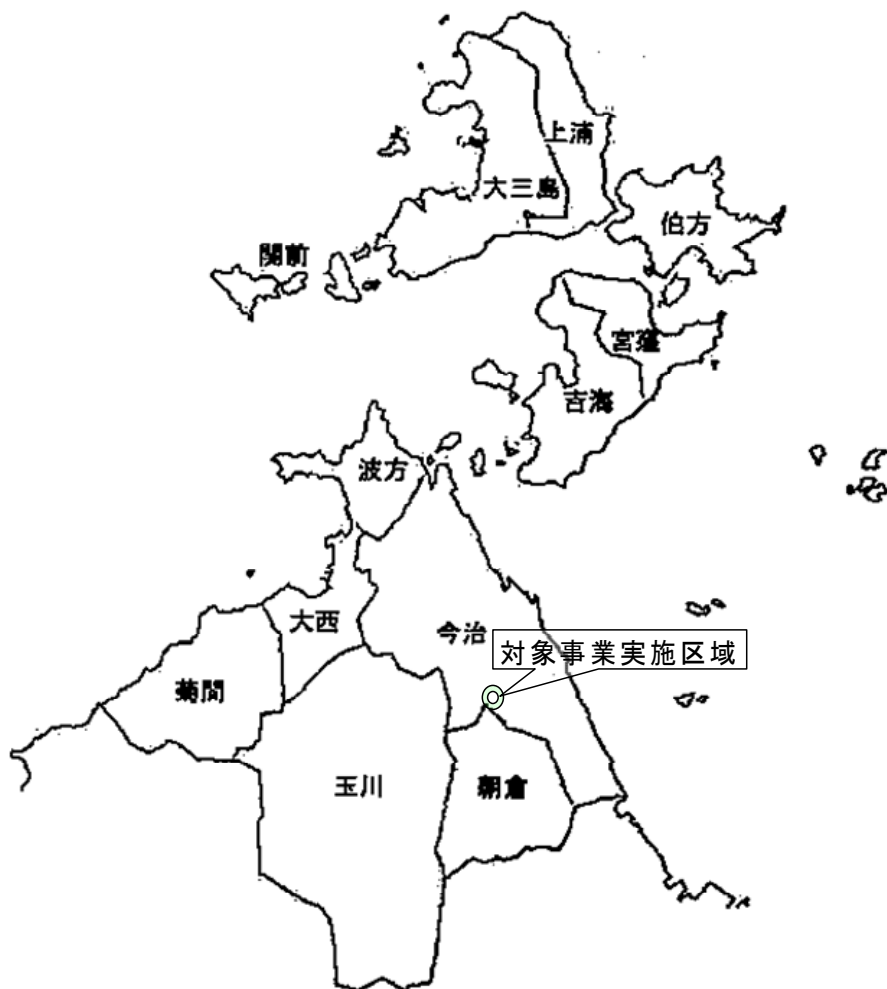 上浦
大三島
伯方
関前
宮窪
吉海
波方
大西
今治
対象事業実施区域
菊間
玉川
朝倉